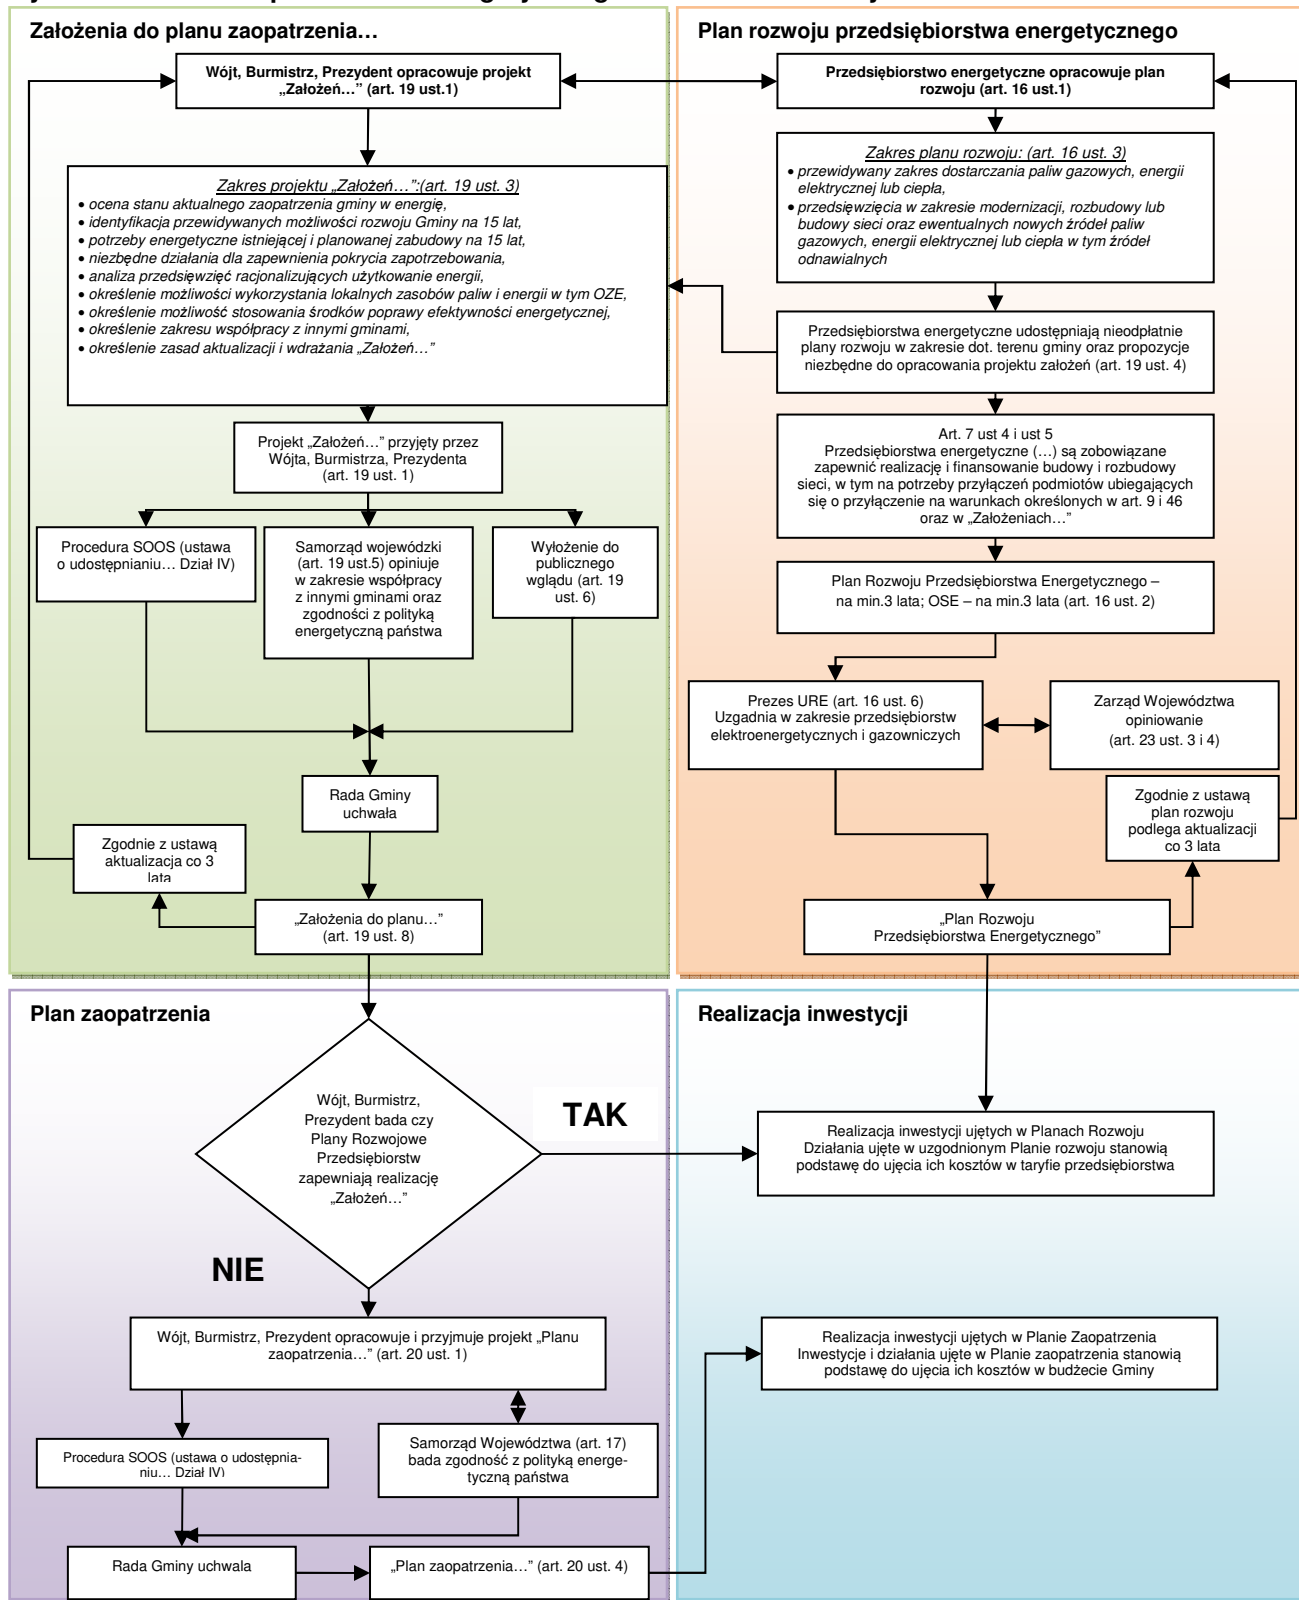 Założenia do planu zaopatrzenia…
Wójt, Burmistrz, Prezydent opracowuje projekt
„Założeń…” (art. 19 ust.1)
Zakres projektu „Założeń…”:(art. 19 ust. 3)
• ocena stanu aktualnego zaopatrzenia gminy w energię,
• identyfikacja przewidywanych możliwości rozwoju Gminy na 15 lat,
• potrzeby energetyczne istniejącej i planowanej zabudowy na 15 lat,
• niezbędne działania dla zapewnienia pokrycia zapotrzebowania,
• analiza przedsięwzięć racjonalizujących użytkowanie energii,
• określenie możliwości wykorzystania lokalnych zasobów paliw i energii w tym OZE,
• określenie możliwość stosowania środków poprawy efektywności energetycznej,
• określenie zakresu współpracy z innymi gminami,
• określenie zasad aktualizacji i wdrażania „Założeń…”
Projekt „Założeń…” przyjęty przez
Wójta, Burmistrza, Prezydenta
(art. 19 ust. 1)
Procedura SOOS (ustawa
o udostępnianiu… Dział IV)
Samorząd wojewódzki
(art. 19 ust.5) opiniuje
w zakresie współpracy
z innymi gminami oraz
zgodności z polityką
energetyczną państwa
Wyłożenie do
publicznego
wglądu (art. 19
ust. 6)
Rada Gminy
uchwała
Zgodnie z ustawą
aktualizacja co 3
lata
„Założenia do planu…”
(art. 19 ust. 8)
Plan rozwoju przedsiębiorstwa energetycznego
Przedsiębiorstwo energetyczne opracowuje plan
rozwoju (art. 16 ust.1)
Zakres planu rozwoju: (art. 16 ust. 3)
• przewidywany zakres dostarczania paliw gazowych, energii
elektrycznej lub ciepła,
• przedsięwzięcia w zakresie modernizacji, rozbudowy lub
budowy sieci oraz ewentualnych nowych źródeł paliw
gazowych, energii elektrycznej lub ciepła w tym źródeł
odnawialnych
Przedsiębiorstwa energetyczne udostępniają nieodpłatnie
plany rozwoju w zakresie dot. terenu gminy oraz propozycje
niezbędne do opracowania projektu założeń (art. 19 ust. 4)
Art. 7 ust 4 i ust 5
Przedsiębiorstwa energetyczne (…) są zobowiązane
zapewnić realizację i finansowanie budowy i rozbudowy
sieci, w tym na potrzeby przyłączeń podmiotów ubiegających
się o przyłączenie na warunkach określonych w art. 9 i 46
oraz w „Założeniach…”
Plan Rozwoju Przedsiębiorstwa Energetycznego –
na min.3 lata; OSE – na min.3 lata (art. 16 ust. 2)
Prezes URE (art. 16 ust. 6)
Uzgadnia w zakresie przedsiębiorstw
elektroenergetycznych i gazowniczych
Zarząd Województwa
opiniowanie
(art. 23 ust. 3 i 4)
Zgodnie z ustawą
plan rozwoju
podlega aktualizacji
co 3 lata
„Plan Rozwoju
Przedsiębiorstwa Energetycznego”
Plan zaopatrzenia
Wójt, Burmistrz,
Prezydent bada czy
Plany Rozwojowe
Przedsiębiorstw
zapewniają realizację
„Założeń…”
TAK
NIE
Wójt, Burmistrz, Prezydent opracowuje i przyjmuje projekt „Planu
zaopatrzenia…” (art. 20 ust. 1)
Procedura SOOS (ustawa o udostępnia-
niu… Dział IV)
Samorząd Województwa (art. 17)
bada zgodność z polityką energe-
tyczną państwa
Rada Gminy uchwala
„Plan zaopatrzenia…” (art. 20 ust. 4)
Realizacja inwestycji
Realizacja inwestycji ujętych w Planach Rozwoju
Działania ujęte w uzgodnionym Planie rozwoju stanowią
podstawę do ujęcia ich kosztów w taryfie przedsiębiorstwa
Realizacja inwestycji ujętych w Planie Zaopatrzenia
Inwestycje i działania ujęte w Planie zaopatrzenia stanowią
podstawę do ujęcia ich kosztów w budżecie Gminy